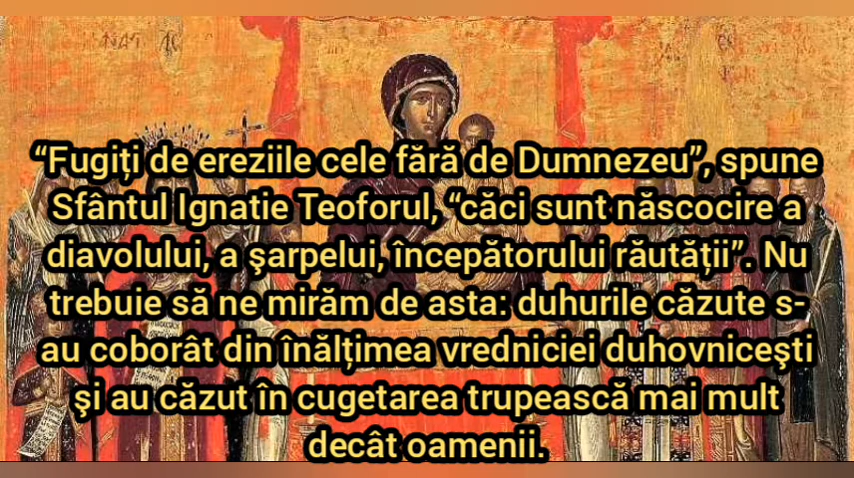 “Fugiți de ereziile cele fără de Dumnezeu”, spune
Sfântul Ignatie Teoforul, “căci sunt născocire a
diavolului, a şarpelui, începătorului răutății”. Nu
trebuie să ne mirăm de asta: duhurile căzute s-
au coborât din înălțimea vredniciei duhovniceşti
şi au căzut în cugetarea trupească mai mult
decât oamenii.